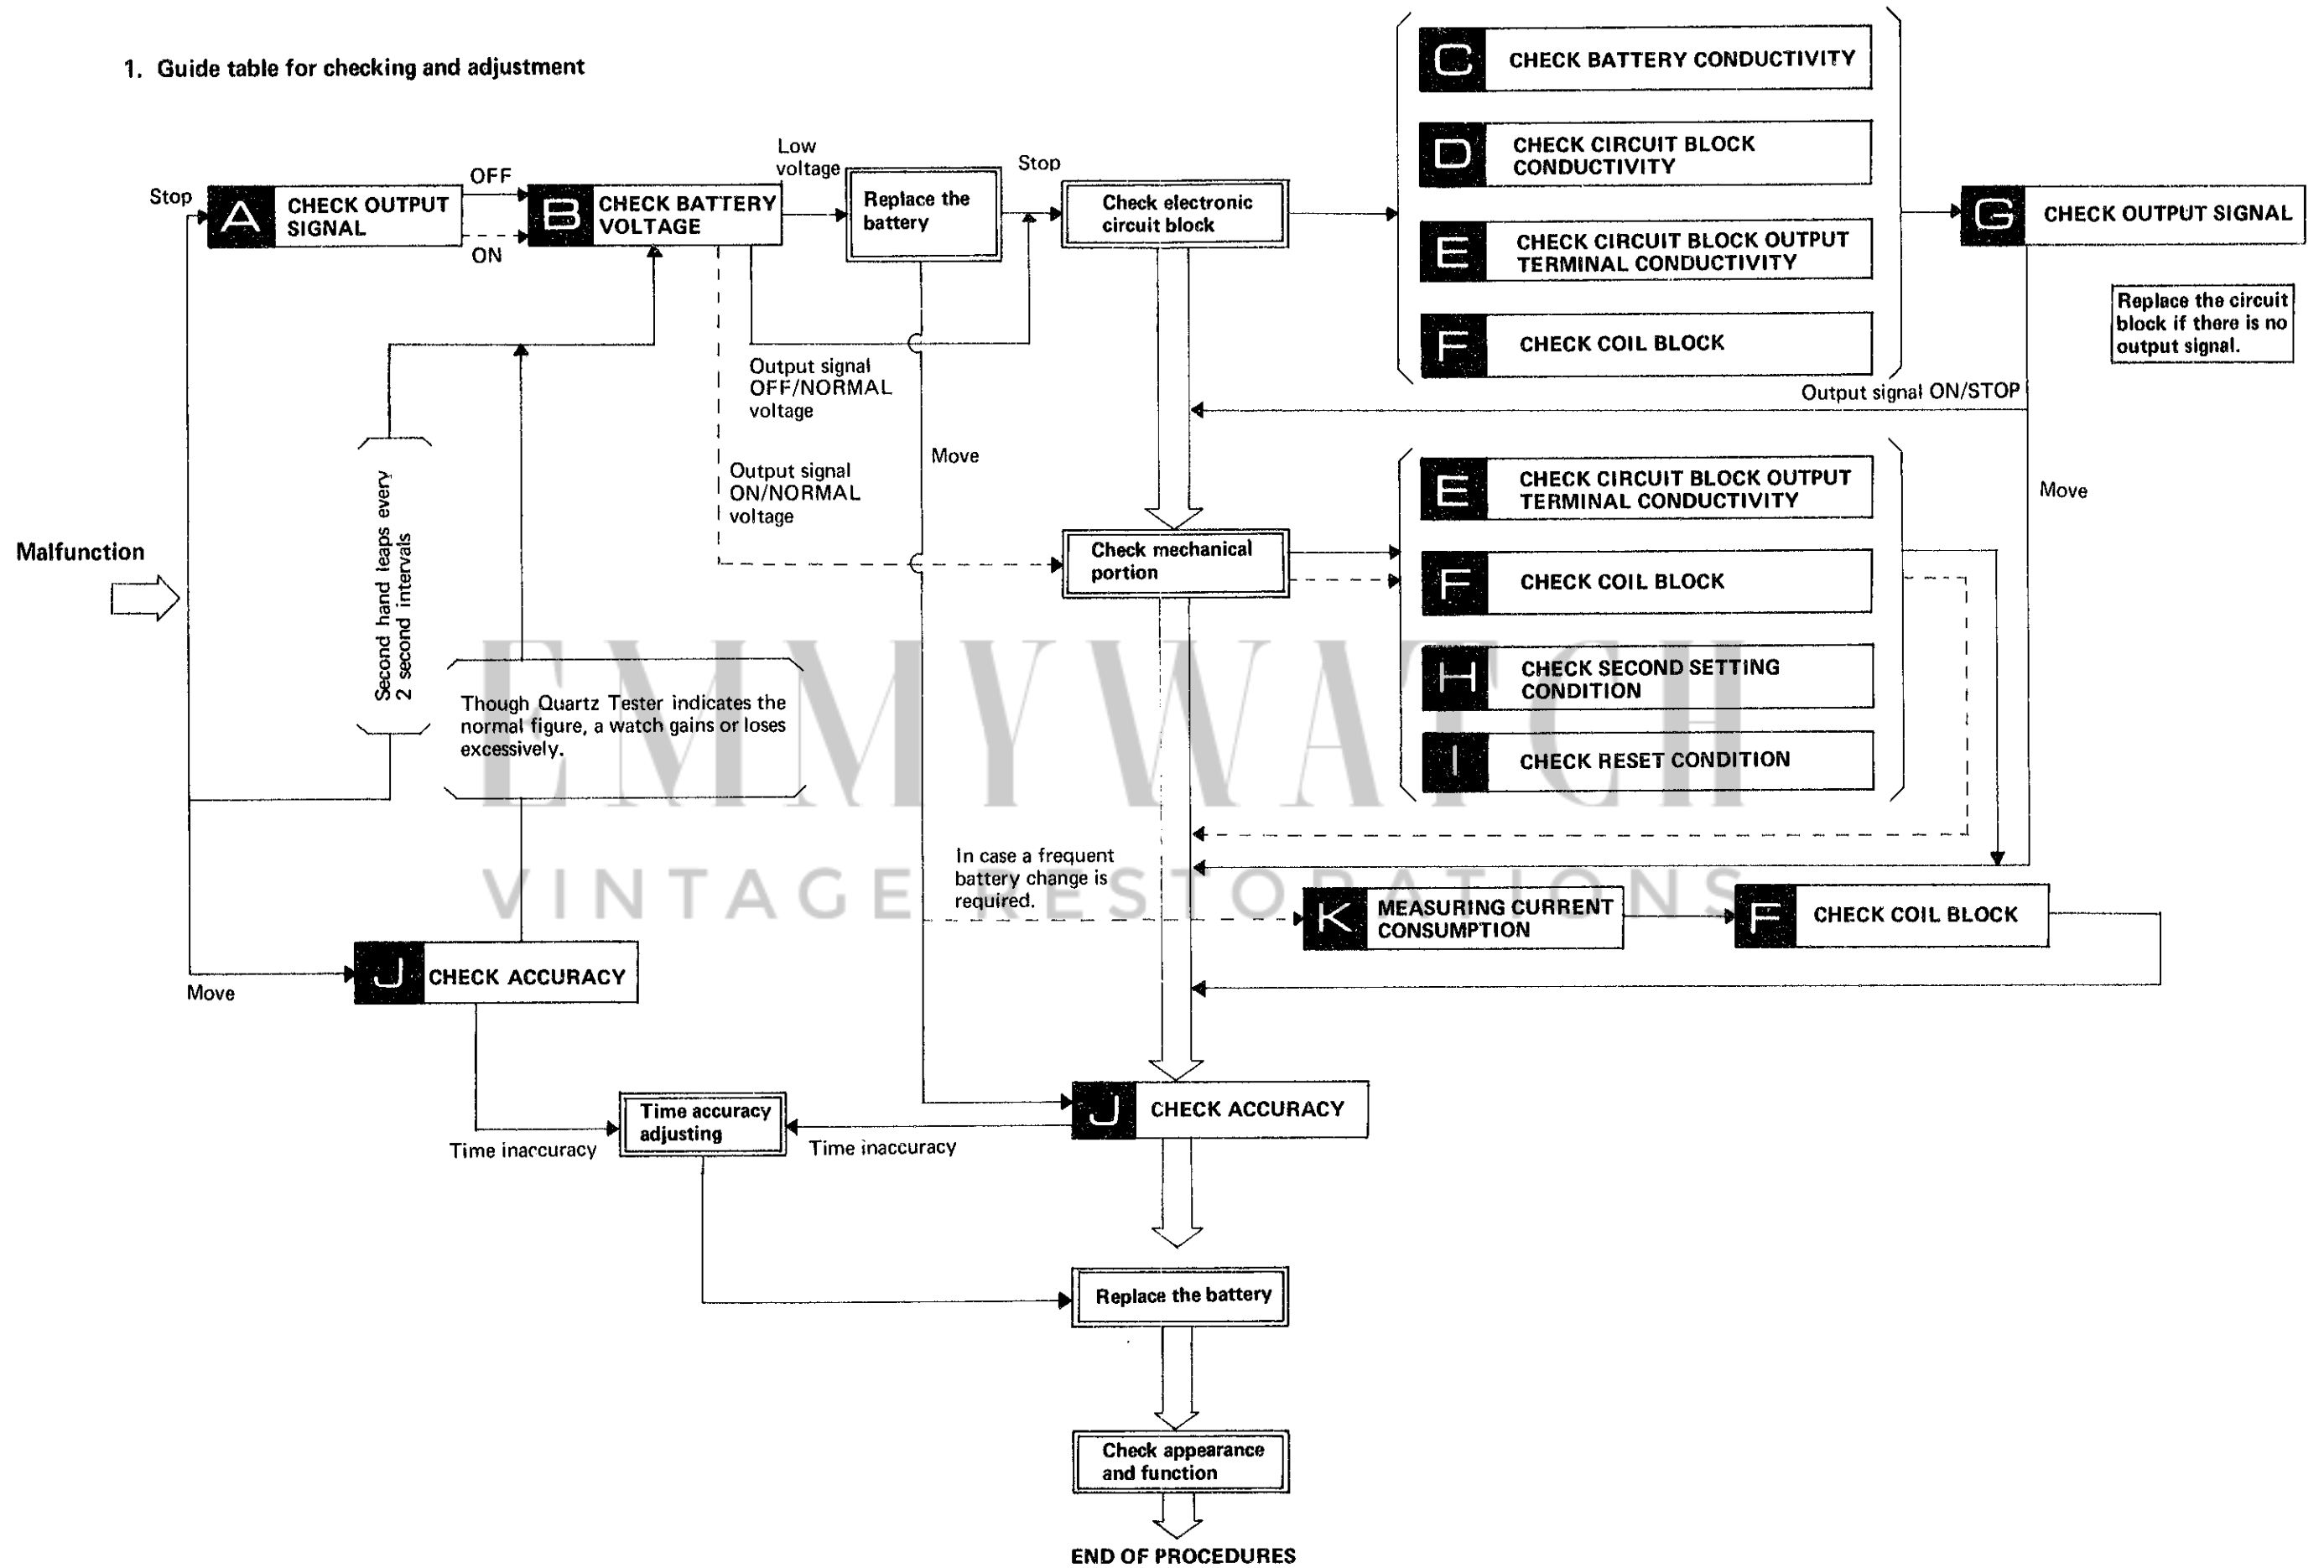 1. Guide table for checking and adjustment
C CHECK BATTERY CONDUCTIVITY
D CHECK CIRCUIT BLOCK
CONDUCTIVITY
E CHECK CIRCUIT BLOCK OUTPUT
TERMINAL CONDUCTIVITY
F CHECK COIL BLOCK
Stop
A CHECK OUTPUT
SIGNAL
OFF
ON
B CHECK BATTERY
VOLTAGE
Low
voltage
Replace the
battery
Stop
Check electronic
circuit block
G CHECK OUTPUT SIGNAL
Replace the circuit
block if there is no
output signal.
Output signal
OFF/NORMAL
voltage
Output signal ON/STOP
Move
Output signal
ON/NORMAL
voltage
Move
E CHECK CIRCUIT BLOCK OUTPUT
TERMINAL CONDUCTIVITY
F CHECK COIL BLOCK
H CHECK SECOND SETTING
CONDITION
I CHECK RESET CONDITION
Malfunction
Second hand leaps every
2 second intervals
Check mechanical
portion
Though Quartz Tester indicates the
normal figure, a watch gains or loses
excessively.
EMMYWATCH
VINTAGE RESTORATIONS
In case a frequent
battery change is
required.
K MEASURING CURRENT
CONSUMPTION
F CHECK COIL BLOCK
Move
J CHECK ACCURACY
Time inaccuracy
Time accuracy
adjusting
Time inaccuracy
J CHECK ACCURACY
Replace the battery
Check appearance
and function
END OF PROCEDURES